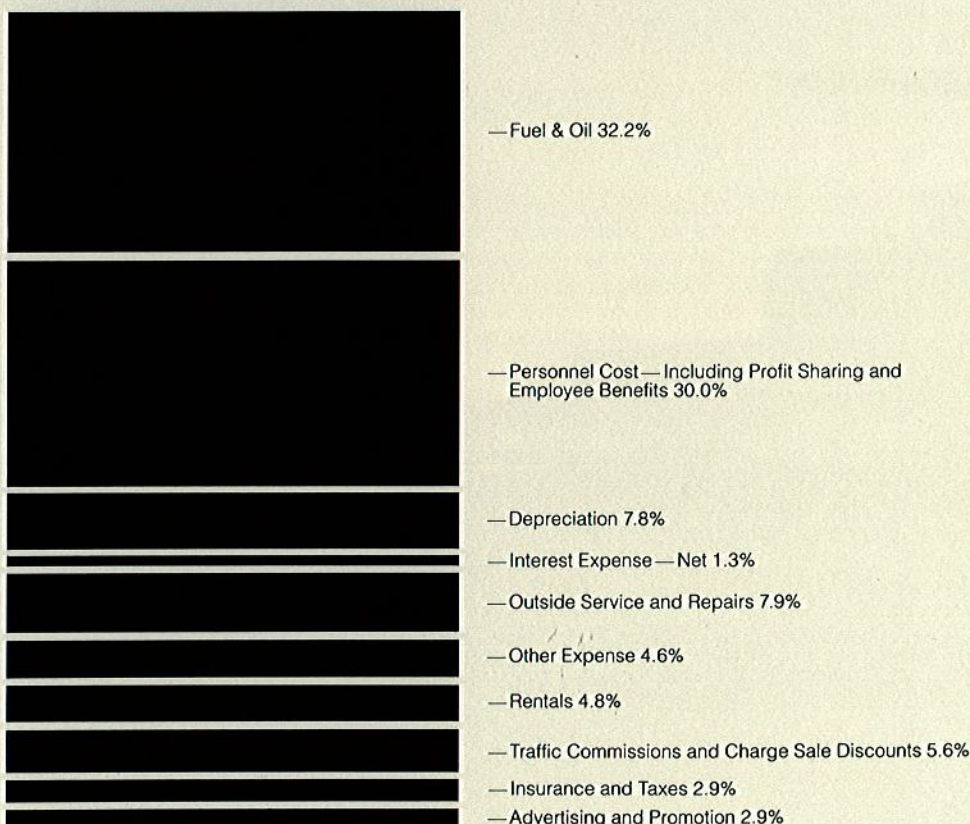 —Fuel & Oil 32.2%
—Personnel Cost—Including Profit Sharing and
Employee Benefits 30.0%
—Depreciation 7.8%
—Interest Expense—Net 1.3%
—Outside Service and Repairs 7.9%
—Other Expense 4.6%
—Rentals 4.8%
—Traffic Commissions and Charge Sale Discounts 5.6%
—Insurance and Taxes 2.9%
—Advertising and Promotion 2.9%